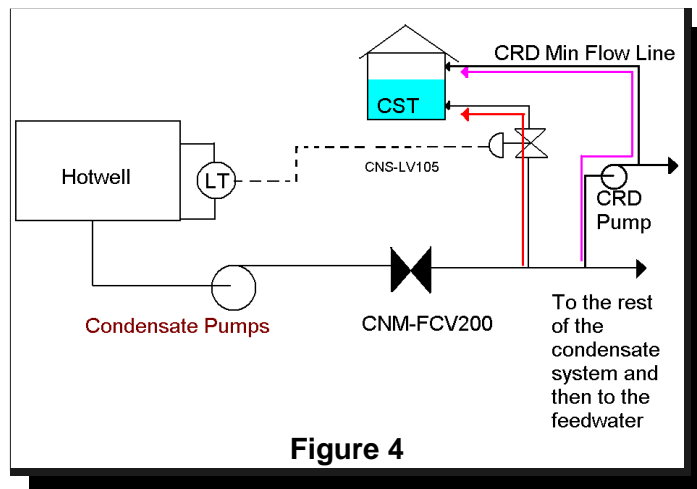 CRD Min Flow Line
CST
CNS-LV105
Hotwell
LT
CRD
Pump
Condensate Pumps
CNM-FCV200
To the rest
of the
condensate
system and
then to the
feedwater
Figure 4